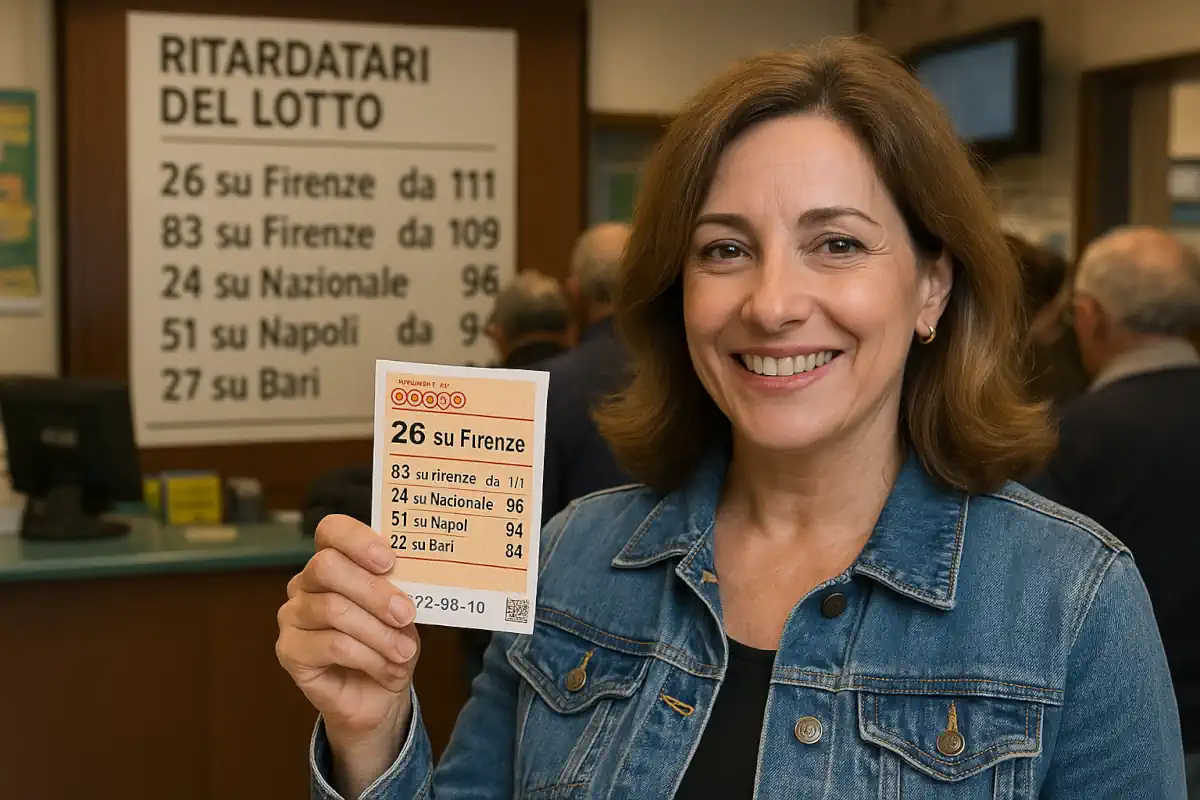 RITARDATARI
DEL LOTTO
26 su Firenze da 111
83 su Firenze da 109
24 su Nazionale 96
51 su Napoli da
27 su Bari
26 su Firenze
83 su rirenze da 1/1
24 su Nacionale 96
51 su Napol 94
22 su Bari 84
22-98-10